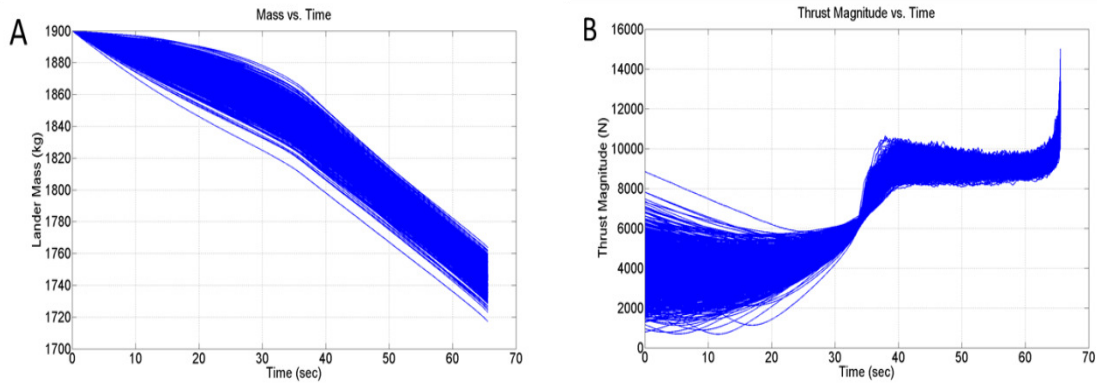 A
Mass vs. Time
1900
1880
1860
1840
1820
1800
1780
1760
1740
1720
1700
Lander Mass (kg)
0 10 20 30 40 50 60 70
Time (sec)
B
Thrust Magnitude vs. Time
16000
14000
12000
10000
8000
6000
4000
2000
0
Thrust Magnitude (N)
0 10 20 30 40 50 60 70
Time (sec)